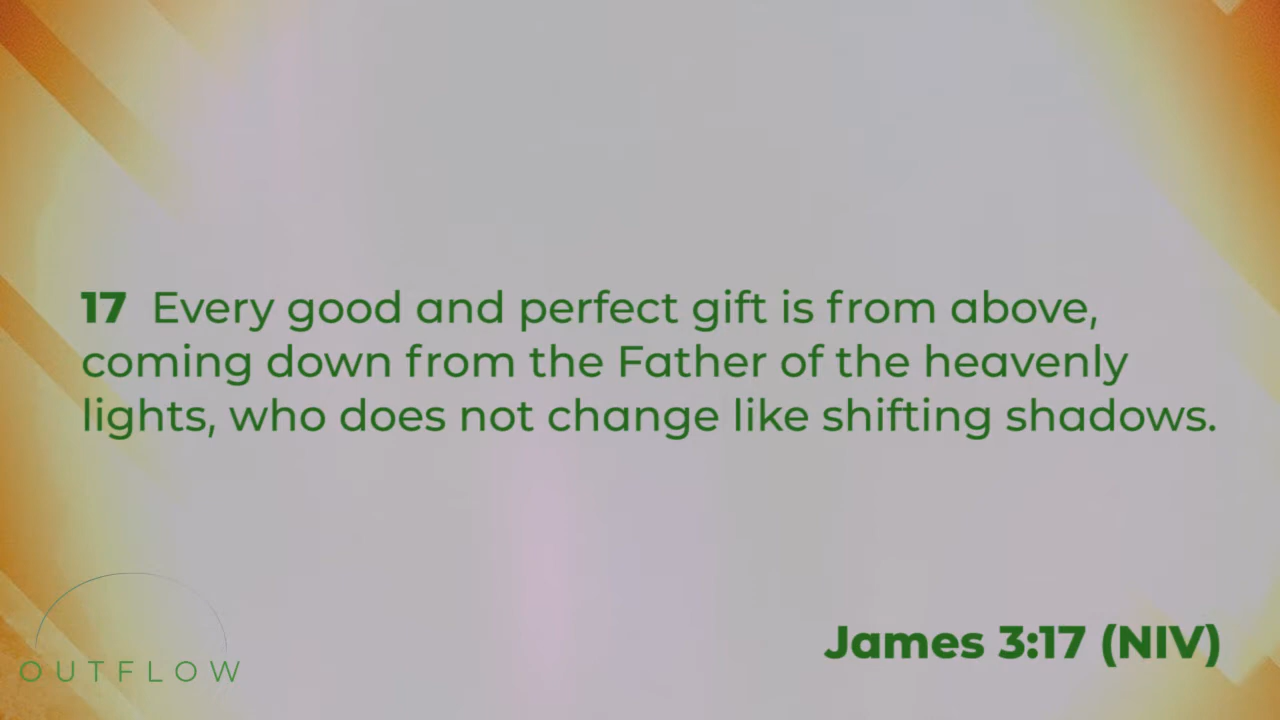 17 Every good and perfect gift is from above,
coming down from the Father of the heavenly
lights, who does not change like shifting shadows.
James 3:17 (NIV)
OUTFLOW